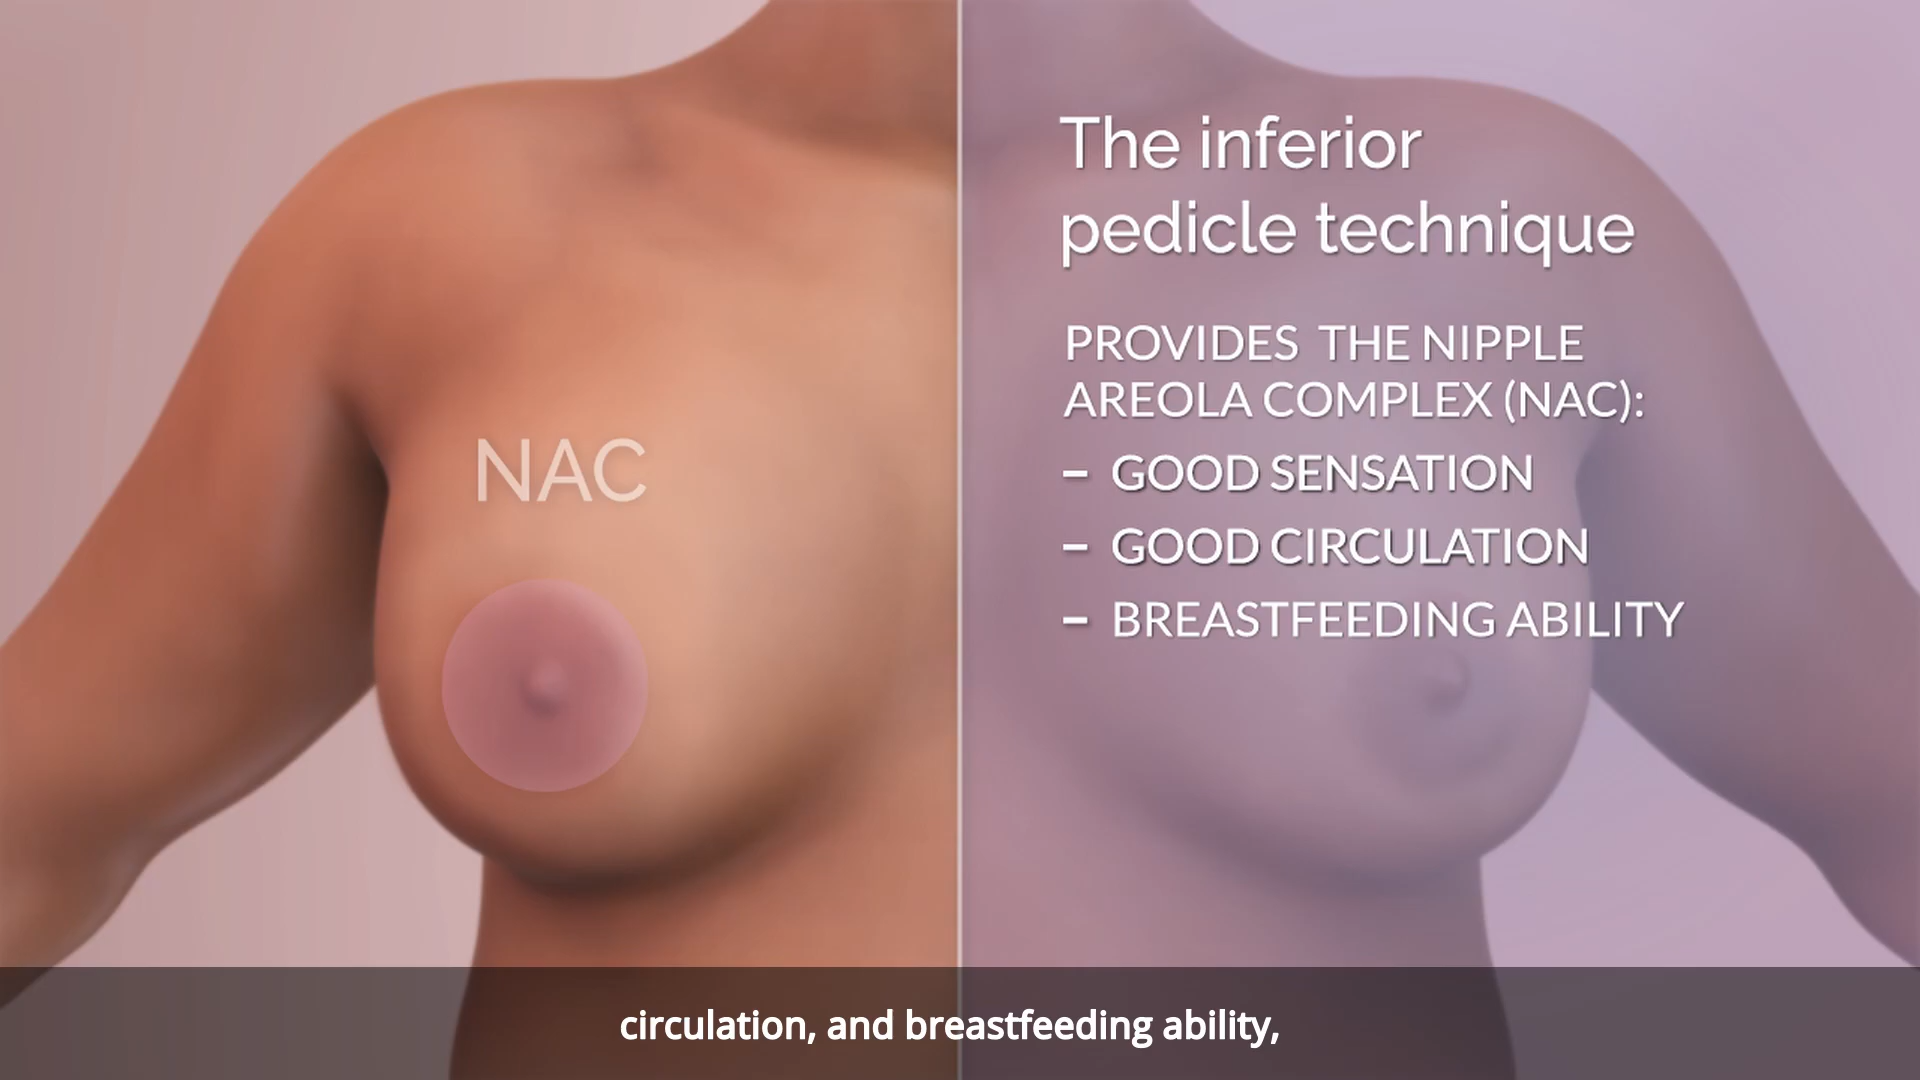 The inferior
pedicle technique
PROVIDES THE NIPPLE
AREOLA COMPLEX (NAC):
– GOOD SENSATION
– GOOD CIRCULATION
– BREASTFEEDING ABILITY
NAC
circulation, and breastfeeding ability,